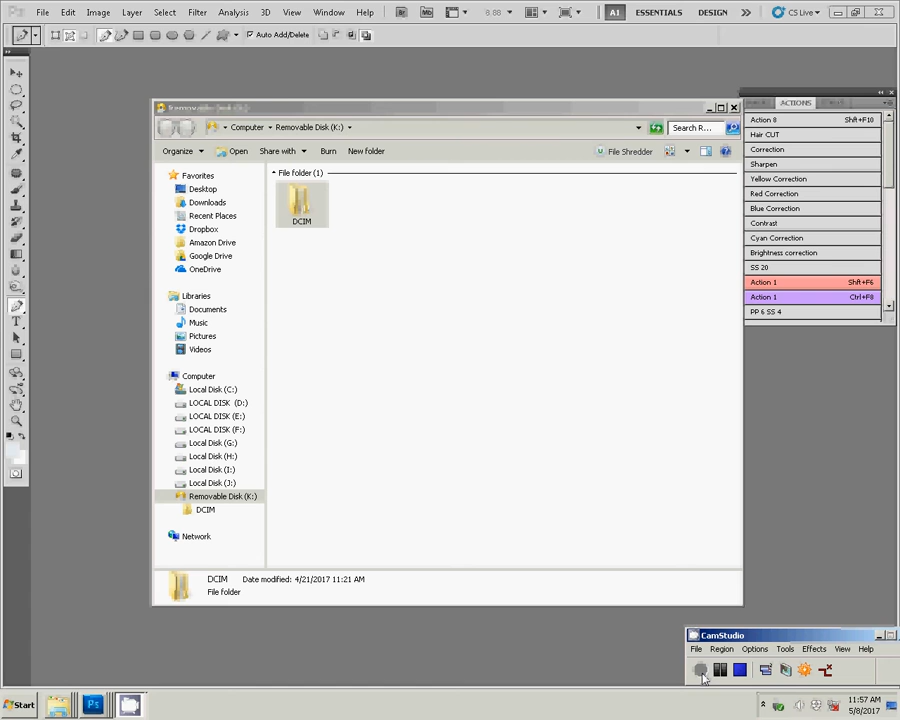 Ps File Edit Image Layer Select Filter Analysis 3D View Window Help Br Mb 8.88 ESSENTIALS DESIGN CS Live
Auto Add/Delete
Computer Removable Disk (K:) Search R...
Organize Open Share with Burn New folder File Shredder
Favorites
Desktop
Downloads
Recent Places
Dropbox
Amazon Drive
Google Drive
OneDrive
Libraries
Documents
Music
Pictures
Videos
Computer
Local Disk (C:)
LOCAL DISK (D:)
LOCAL DISK (E:)
LOCAL DISK (F:)
Local Disk (G:)
Local Disk (H:)
Local Disk (I:)
Local Disk (J:)
Removable Disk (K:)
DCIM
Network
File folder (1)
DCIM
DCIM Date modified: 4/21/2017 11:21 AM
File folder
ACTIONS
Action 8 Shft+F10
Hair CUT
Correction
Sharpen
Yellow Correction
Red Correction
Blue Correction
Contrast
Cyan Correction
Brightness correction
SS 20
Action 1 Shft+F6
Action 1 Ctrl+F8
PP 6 SS 4
CamStudio
File Region Options Tools Effects View Help
Start Ps 11:57 AM
5/8/2017